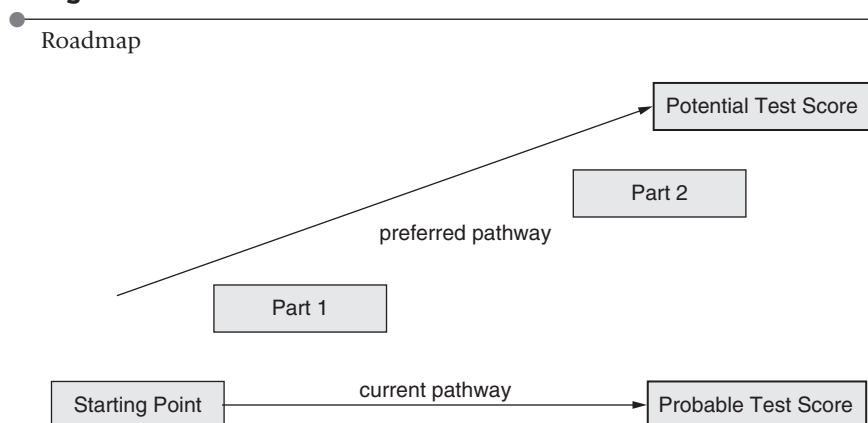 Roadmap
Potential Test Score
Part 2
preferred pathway
Part 1
current pathway
Starting Point
Probable Test Score